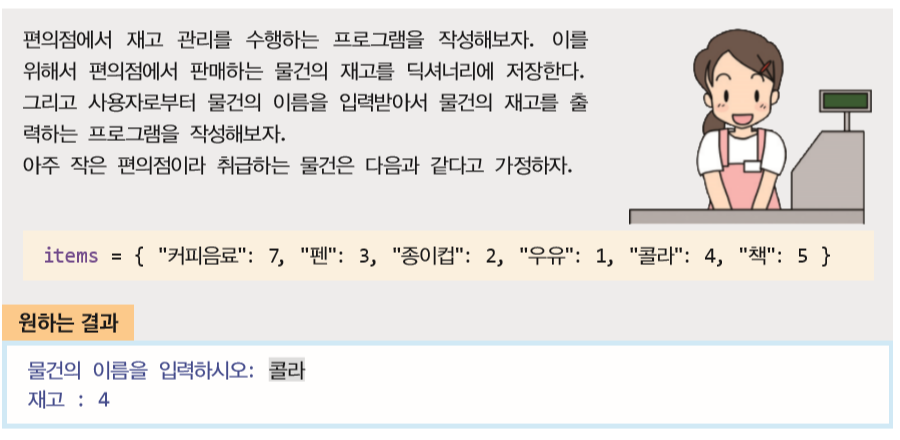 편의점에서 재고 관리를 수행하는 프로그램을 작성해보자. 이를
위해서 편의점에서 판매하는 물건의 재고를 딕셔너리에 저장한다.
그리고 사용자로부터 물건의 이름을 입력받아서 물건의 재고를 출
력하는 프로그램을 작성해보자.
아주 작은 편의점이라 취급하는 물건은 다음과 같다고 가정하자.
items = { "커피음료": 7, "펜": 3, "종이컵": 2, "우유": 1, "콜라": 4, "책": 5 }
원하는 결과
물건의 이름을 입력하시오: 콜라
재고 : 4